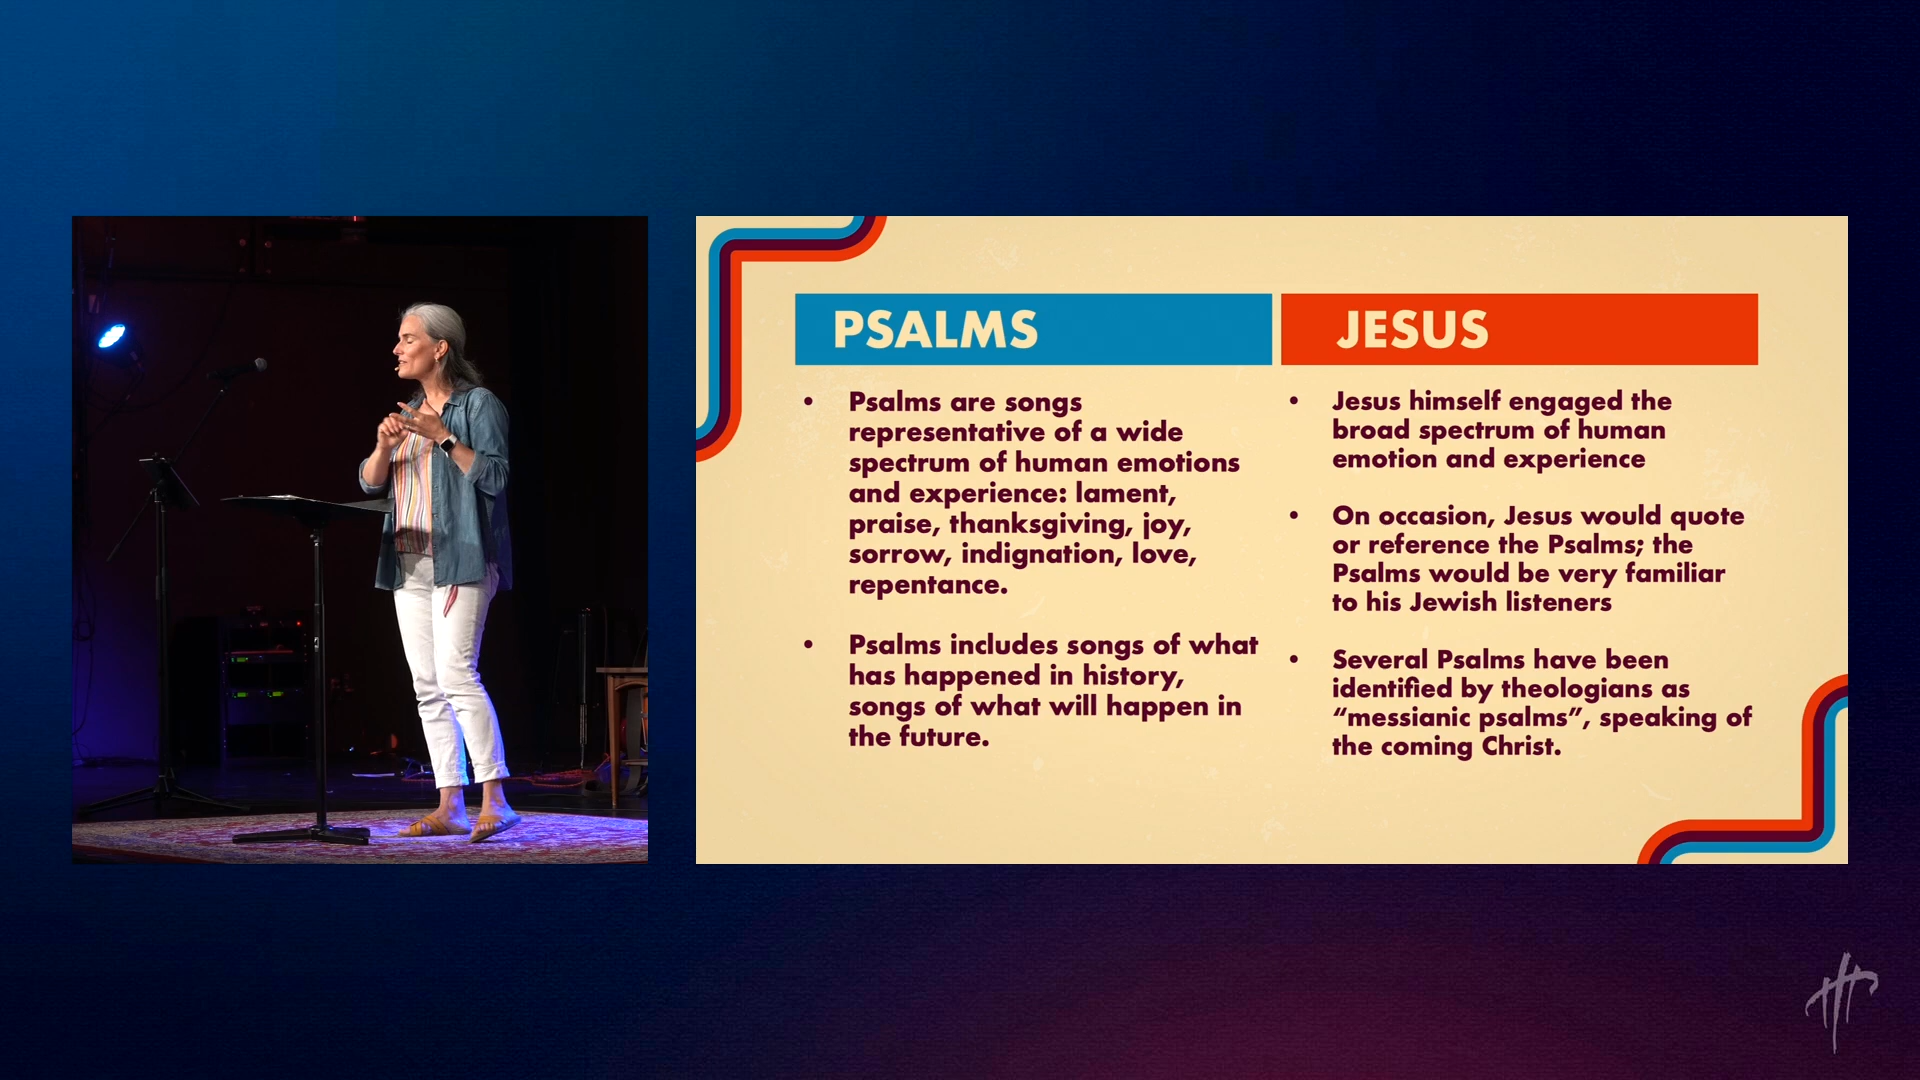 PSALMS
• Psalms are songs
representative of a wide
spectrum of human emotions
and experience: lament,
praise, thanksgiving, joy,
sorrow, indignation, love,
repentance.
• Psalms includes songs of what
has happened in history,
songs of what will happen in
the future.
JESUS
• Jesus himself engaged the
broad spectrum of human
emotion and experience
• On occasion, Jesus would quote
or reference the Psalms; the
Psalms would be very familiar
to his Jewish listeners
• Several Psalms have been
identified by theologians as
“messianic psalms”, speaking of
the coming Christ.